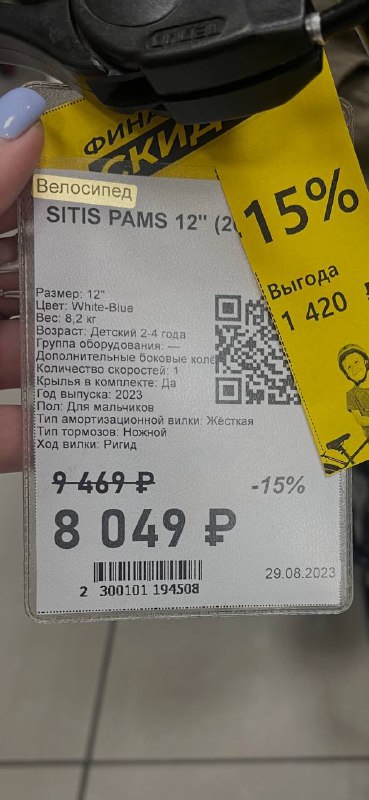 ФИНА
СКИД
15%
Выгода
1 420
Велосипед
SITIS PAMS 12" (2
Размер: 12"
Цвет: White-Blue
Вес: 8,2 кг
Возраст: Детский 2-4 года
Группа оборудования: —
Дополнительные боковые коле
Количество скоростей: 1
Крылья в комплекте: Да
Год выпуска: 2023
Пол: Для мальчиков
Тип амортизационной вилки: Жёсткая
Тип тормозов: Ножной
Ход вилки: Ригид
9 469 ₽ -15%
8 049 ₽
29.08.2023
2 300101 194508